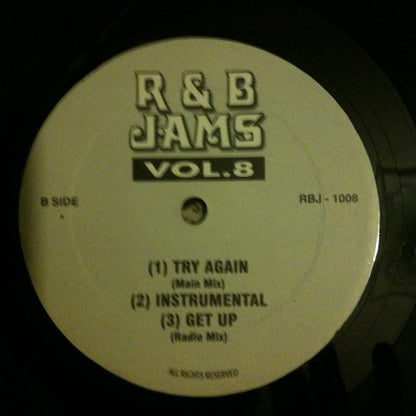 R & B
JAMS
VOL.8
B SIDE
RBJ - 1008
(1) TRY AGAIN
(Main Mix)
(2) INSTRUMENTAL
(3) GET UP
(Radio Mix)
ALL RIGHTS RESERVED